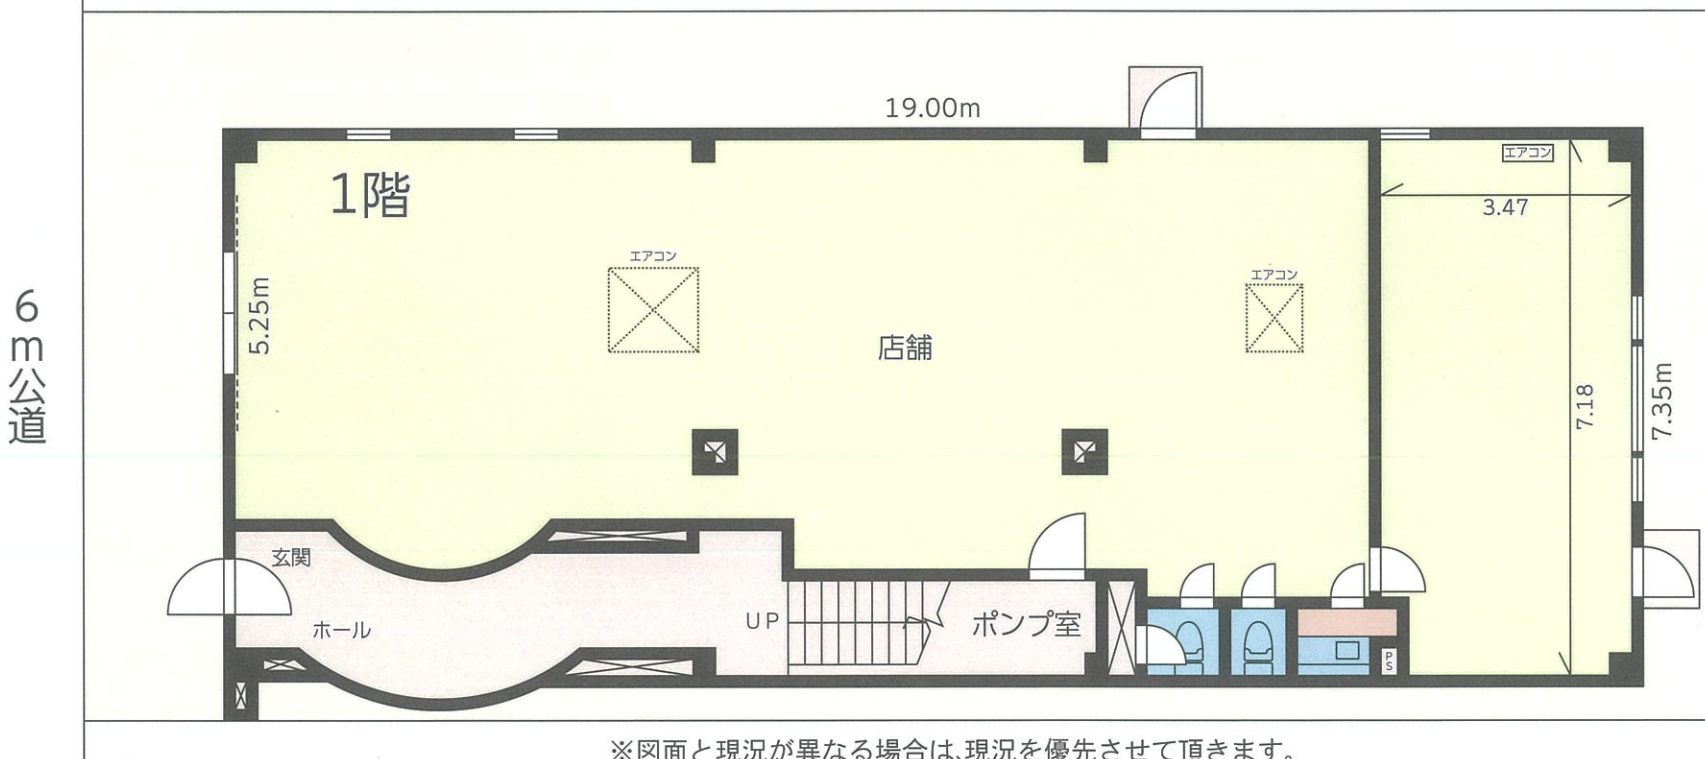 19.00m
1階
エアコン
3.47
エアコン
エアコン
5.25m
店舗
6m公道
7.18
7.35m
玄関
ホール
UP
ポンプ室
PS
※図面と現況が異なる場合は、現況を優先させて頂きます。